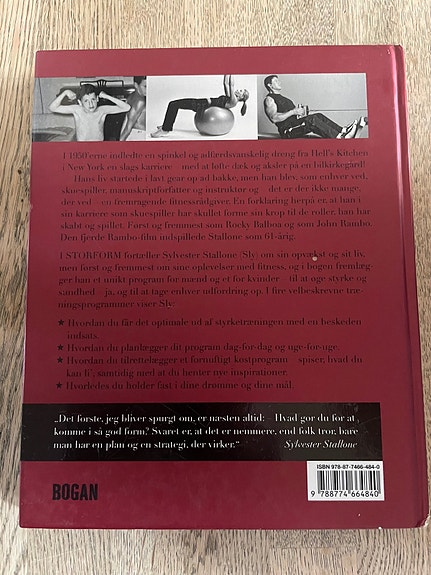 I 1950'erne indledte en spinkel og adfærdsvanskelig dreng fra Hell's Kitchen
i New York en slags karriere – med at løfte dæk og aksler på en bilkirkegård!
Hans liv startede i lavt gear op ad bakke, men han blev, som enhver ved,
skuespiller, manuskriptforfatter og instruktør og – det er der ikke mange,
der ved – en fremragende fitnessrådgiver. En forklaring herpå er, at han i
sin karriere som skuespiller har skullet forme sin krop til de roller, han har
skabt og spillet. Først og fremmest som Rocky Balboa og som John Rambo.
Den fjerde Rambo-film indspillede Stallone som 61-årig.
I STORFORM fortæller Sylvester Stallone (Sly) om sin opvækst og sit liv,
men først og fremmest om sine oplevelser med fitness, og i bogen fremlæg-
ger han et unikt program for mænd og et for kvinder – til at øge styrke og
sundhed – ja, og til at tage enhver udfordring op. I fire velbeskrevne træ-
ningsprogrammer viser Sly:
★ Hvordan du får det optimale ud af styrketræningen med en beskeden
indsats.
★ Hvordan du planlægger dit program dag-for-dag og uge-for-uge.
★ Hvordan du tilrettelægger et fornuftigt kostprogram – spiser, hvad du
kan li', samtidig med at du henter nye inspirationer.
★ Hvorledes du holder fast i dine drømme og dine mål.
„Det første, jeg bliver spurgt om, er næsten altid: – Hvad gør du for at
komme i så god form? Svaret er, at det er nemmere, end folk tror, bare
man har en plan og en strategi, der virker.“
Sylvester Stallone
ISBN 978-87-7466-484-0
9 788774 664840
BOGAN